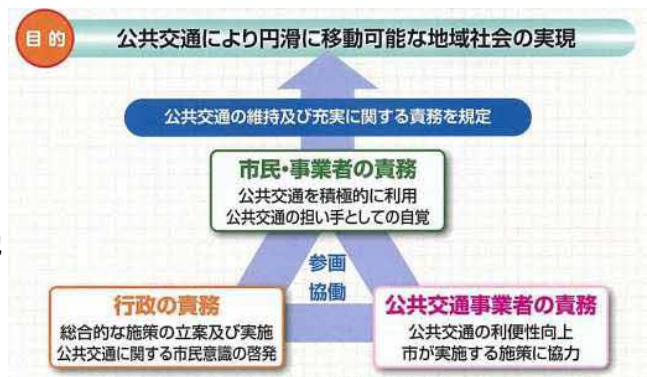 目的
公共交通により円滑に移動可能な地域社会の実現
公共交通の維持及び充実に関する責務を規定
市民・事業者の責務
公共交通を積極的に利用
公共交通の担い手としての自覚
参画
協働
行政の責務
総合的な施策の立案及び実施
公共交通に関する市民意識の啓発
公共交通事業者の責務
公共交通の利便性向上
市が実施する施策に協力